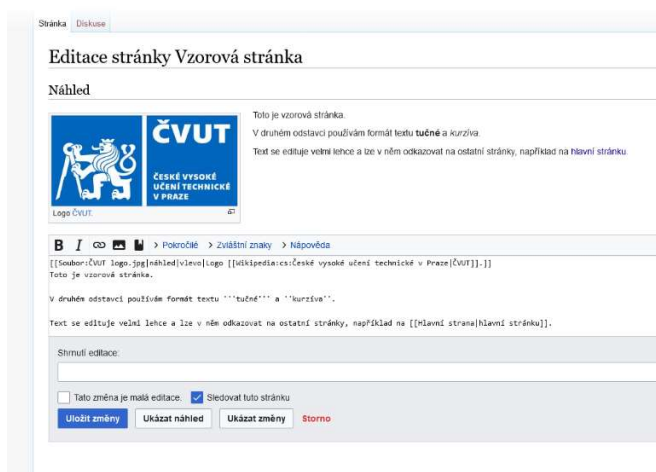 Stránka Diskuse
Editace stránky Vzorová stránka
Náhled
ČVUT
ČESKÉ VYSOKÉ
UČENÍ TECHNICKÉ
V PRAZE
Logo ČVUT.
Toto je vzorová stránka.
V druhém odstavci používám formát textu tučné a kurzíva.
Text se edituje velmi lehce a lze v něm odkazovat na ostatní stránky, například na hlavní stránku.
B I > Pokročilé > Zvláštní znaky > Nápověda
[[Soubor:ČVUT logo.jpg|náhled|vlevo|Logo [[Wikipedia:cs:České vysoké učení technické v Praze|ČVUT]].]]
Toto je vzorová stránka.
V druhém odstavci používám formát textu '''tučné''' a ''kurzíva''.
Text se edituje velmi lehce a lze v něm odkazovat na ostatní stránky, například na [[Hlavní strana|hlavní stránku]].
Shrnutí editace:
Tato změna je malá editace. Sledovat tuto stránku
Uložit změny Ukázat náhled Ukázat změny Storno